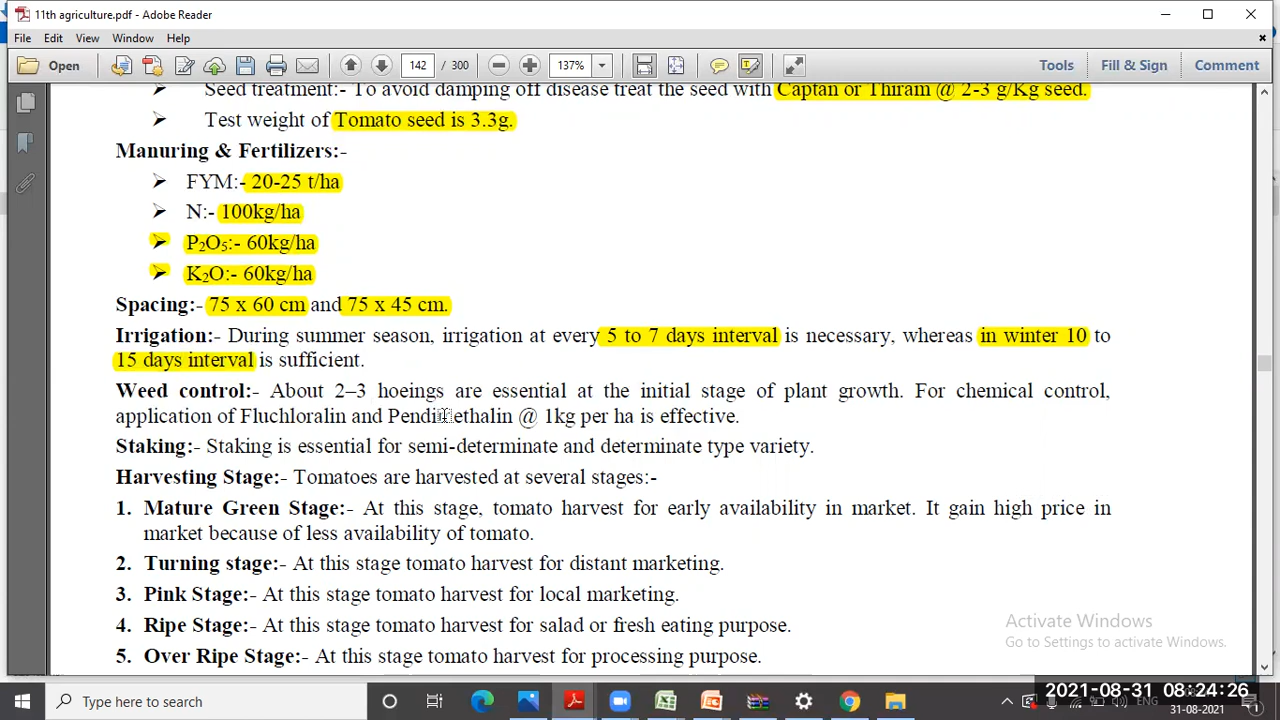 11th agriculture.pdf - Adobe Reader
File Edit View Window Help
Open 142 / 300 137% Tools Fill & Sign Comment
➢ Seed treatment:- To avoid damping off disease treat the seed with Captan or Thiram @ 2-3 g/Kg seed.
➢ Test weight of Tomato seed is 3.3g.
Manuring & Fertilizers:-
➢ FYM:- 20-25 t/ha
➢ N:- 100kg/ha
➢ P₂O₅:- 60kg/ha
➢ K₂O:- 60kg/ha
Spacing:- 75 x 60 cm and 75 x 45 cm.
Irrigation:- During summer season, irrigation at every 5 to 7 days interval is necessary, whereas in winter 10 to
15 days interval is sufficient.
Weed control:- About 2–3 hoeings are essential at the initial stage of plant growth. For chemical control,
application of Fluchloralin and Pendimethalin @ 1kg per ha is effective.
Staking:- Staking is essential for semi-determinate and determinate type variety.
Harvesting Stage:- Tomatoes are harvested at several stages:-
1. Mature Green Stage:- At this stage, tomato harvest for early availability in market. It gain high price in
market because of less availability of tomato.
2. Turning stage:- At this stage tomato harvest for distant marketing.
3. Pink Stage:- At this stage tomato harvest for local marketing.
4. Ripe Stage:- At this stage tomato harvest for salad or fresh eating purpose.
5. Over Ripe Stage:- At this stage tomato harvest for processing purpose.
Activate Windows
Go to Settings to activate Windows.
Type here to search
ENG
2021-08-31 08:24:26
31-08-2021